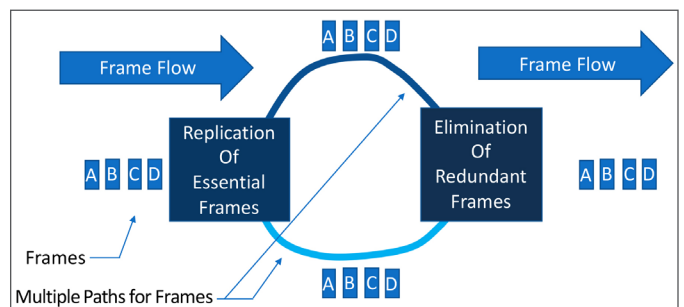 A B C D
Frame Flow
Frame Flow
Replication
Of
Essential
Frames
Elimination
Of
Redundant
Frames
A B C D
A B C D
Frames
Multiple Paths for Frames
A B C D